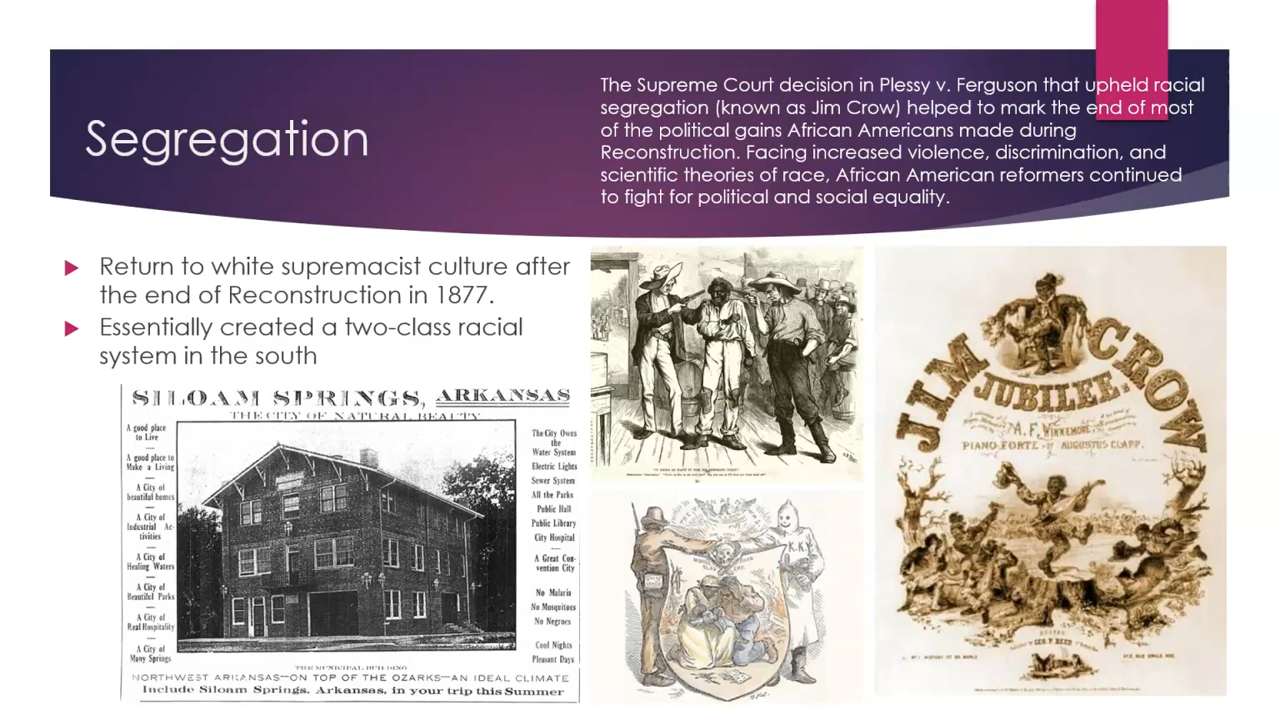 Segregation
The Supreme Court decision in Plessy v. Ferguson that upheld racial
segregation (known as Jim Crow) helped to mark the end of most
of the political gains African Americans made during
Reconstruction. Facing increased violence, discrimination, and
scientific theories of race, African American reformers continued
to fight for political and social equality.
Return to white supremacist culture after
the end of Reconstruction in 1877.
Essentially created a two-class racial
system in the south
SILOAM SPRINGS, ARKANSAS
THE CITY OF NATURAL BEAUTY
A good place
to Live
A good place to
Make a Living
A City of
beautiful homes
A City of
Industrial Ac-
tivities
A City of
Healing Waters
A City of
Beautiful Parks
A City of
Real Hospitality
A City of
Many Springs
The City Owns
the
Water System
Electric Lights
Sewer System
All the Parks
Public Hall
Public Library
City Hospital
A Great Con-
vention City
No Malaria
No Mosquitoes
No Negroes
Cool Nights
Pleasant Days
THE MUNICIPAL BUILDING
NORTHWEST ARKANSAS—ON TOP OF THE OZARKS—AN IDEAL CLIMATE
Include Siloam Springs, Arkansas, in your trip this Summer
KKK
JIM CROW
JUBILEE
A. F. WINNEMORE
PIANO FORTE BY AUGUSTUS CLAPP.
BOSTON
GEO. P. REED